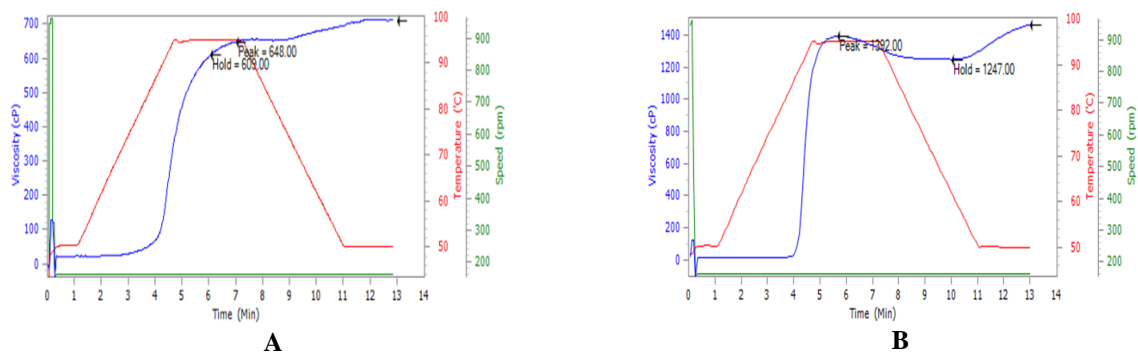 700
600
500
400
300
200
100
0
Viscosity (cP)
Peak = 648.00
Hold = 609.00
100
90
80
70
60
50
Temperature (°C)
900
800
700
600
500
400
300
200
Speed (rpm)
0 1 2 3 4 5 6 7 8 9 10 11 12 13 14
Time (Min)
A
1400
1200
1000
800
600
400
200
0
Viscosity (cP)
Peak = 1392.00
Hold = 1247.00
100
90
80
70
60
50
Temperature (°C)
900
800
700
600
500
400
300
200
Speed (rpm)
0 1 2 3 4 5 6 7 8 9 10 11 12 13 14
Time (Min)
B